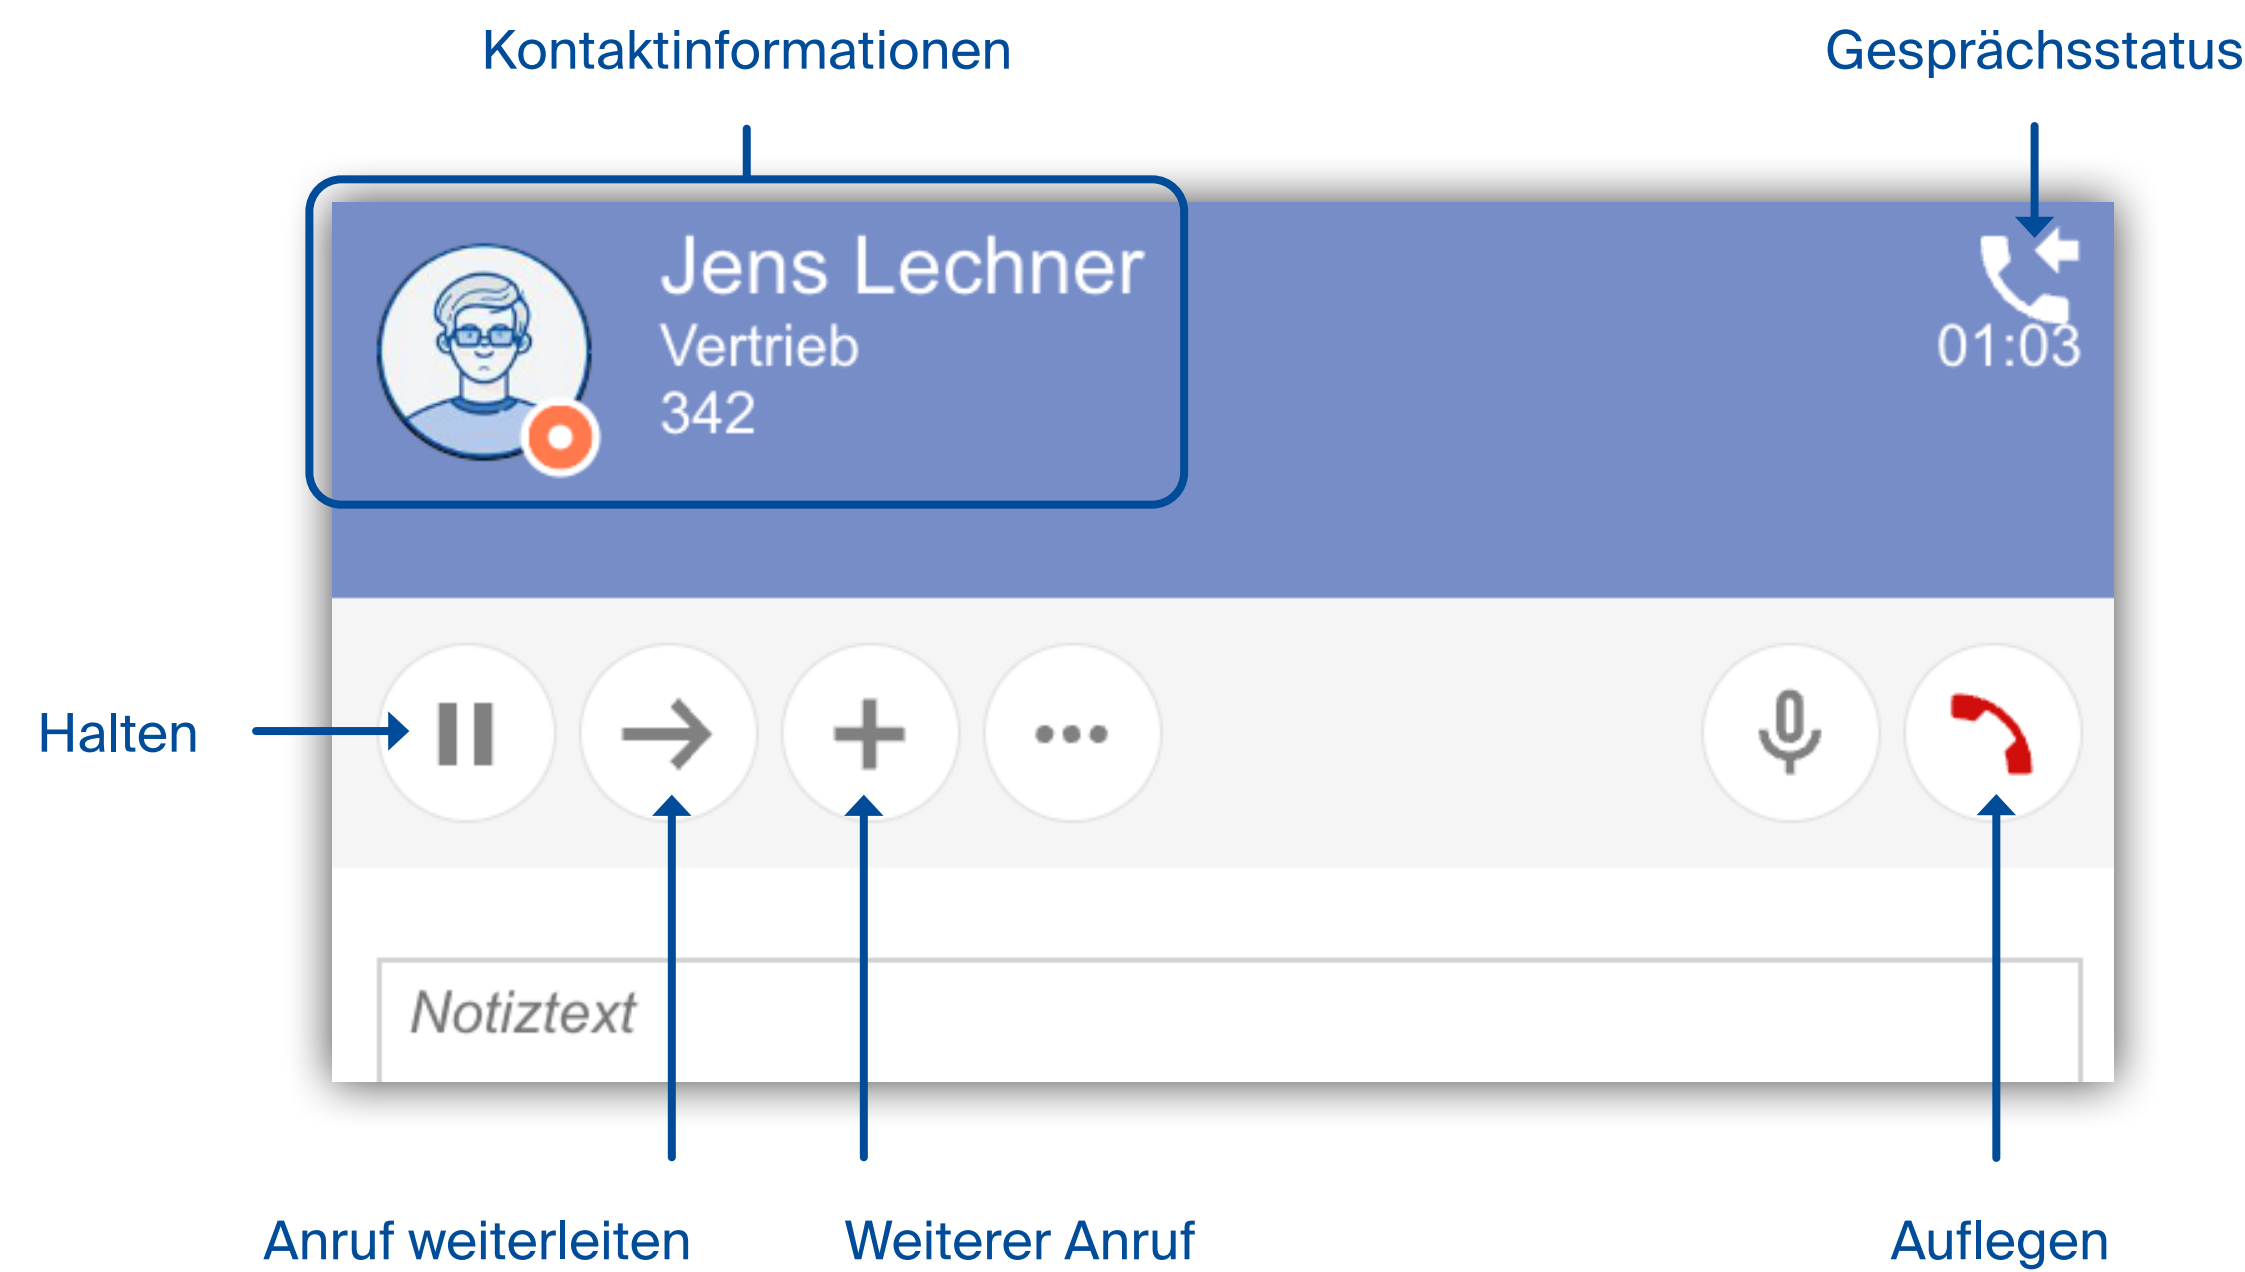 Kontaktinformationen
Gesprächsstatus
Jens Lechner
Vertrieb
01:03
342
Halten
Notiztext
Anruf weiterleiten
Weiterer Anruf
Auflegen